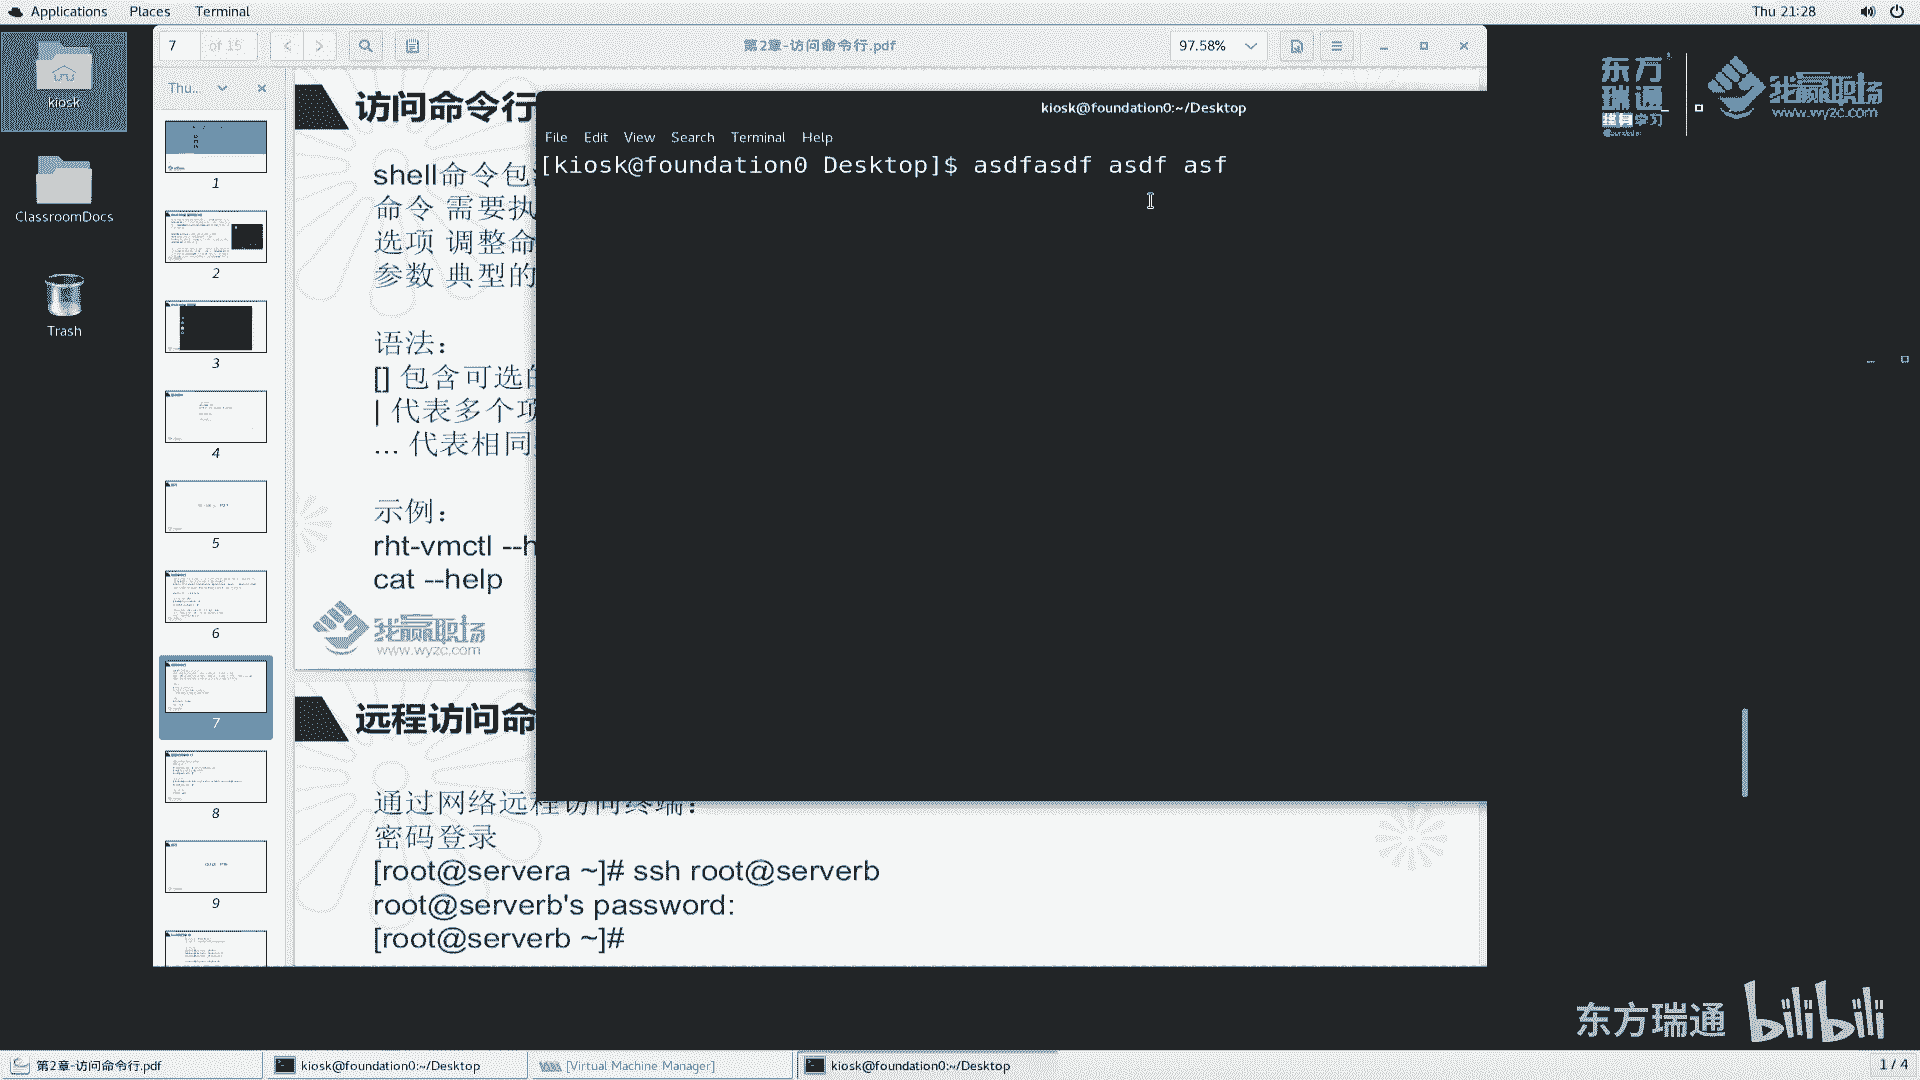 Applications Places Terminal
Thu 21:28
7 of 15
第2章-访问命令行.pdf
97.58%
Thu...
kiosk
ClassroomDocs
Trash
1
2
3
4
5
6
7
8
9
访问命令行
shell命令包
命令 需要执
选项 调整命
参数 典型的
语法：
[] 包含可选的
| 代表多个项
... 代表相同
示例：
rht-vmctl --h
cat --help
我赢职场
www.wyzc.com
远程访问命
通过网络远程访问终端：
密码登录
[root@servera ~]# ssh root@serverb
root@serverb's password:
[root@serverb ~]#
kiosk@foundation0:~/Desktop
File Edit View Search Terminal Help
[kiosk@foundation0 Desktop]$ asdfasdf asdf asf
东方
瑞通
终身学习
我赢职场
www.wyzc.com
东方瑞通 bilibili
第2章-访问命令行.pdf
kiosk@foundation0:~/Desktop
[Virtual Machine Manager]
kiosk@foundation0:~/Desktop
1 / 4